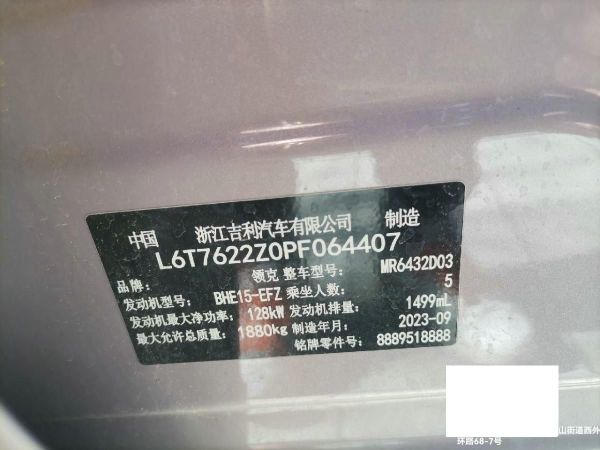 中国 浙江吉利汽车有限公司 制造
L6T7622Z0PF064407
品牌: 领克 整车型号: MR6432D03
发动机型号: BHE15-EFZ 乘坐人数: 5
发动机最大净功率: 128kW 发动机排量: 1499mL
最大允许总质量: 1880kg 制造年月: 2023-09
铭牌零件号: 8889518888
山街道西外
环路68-7号